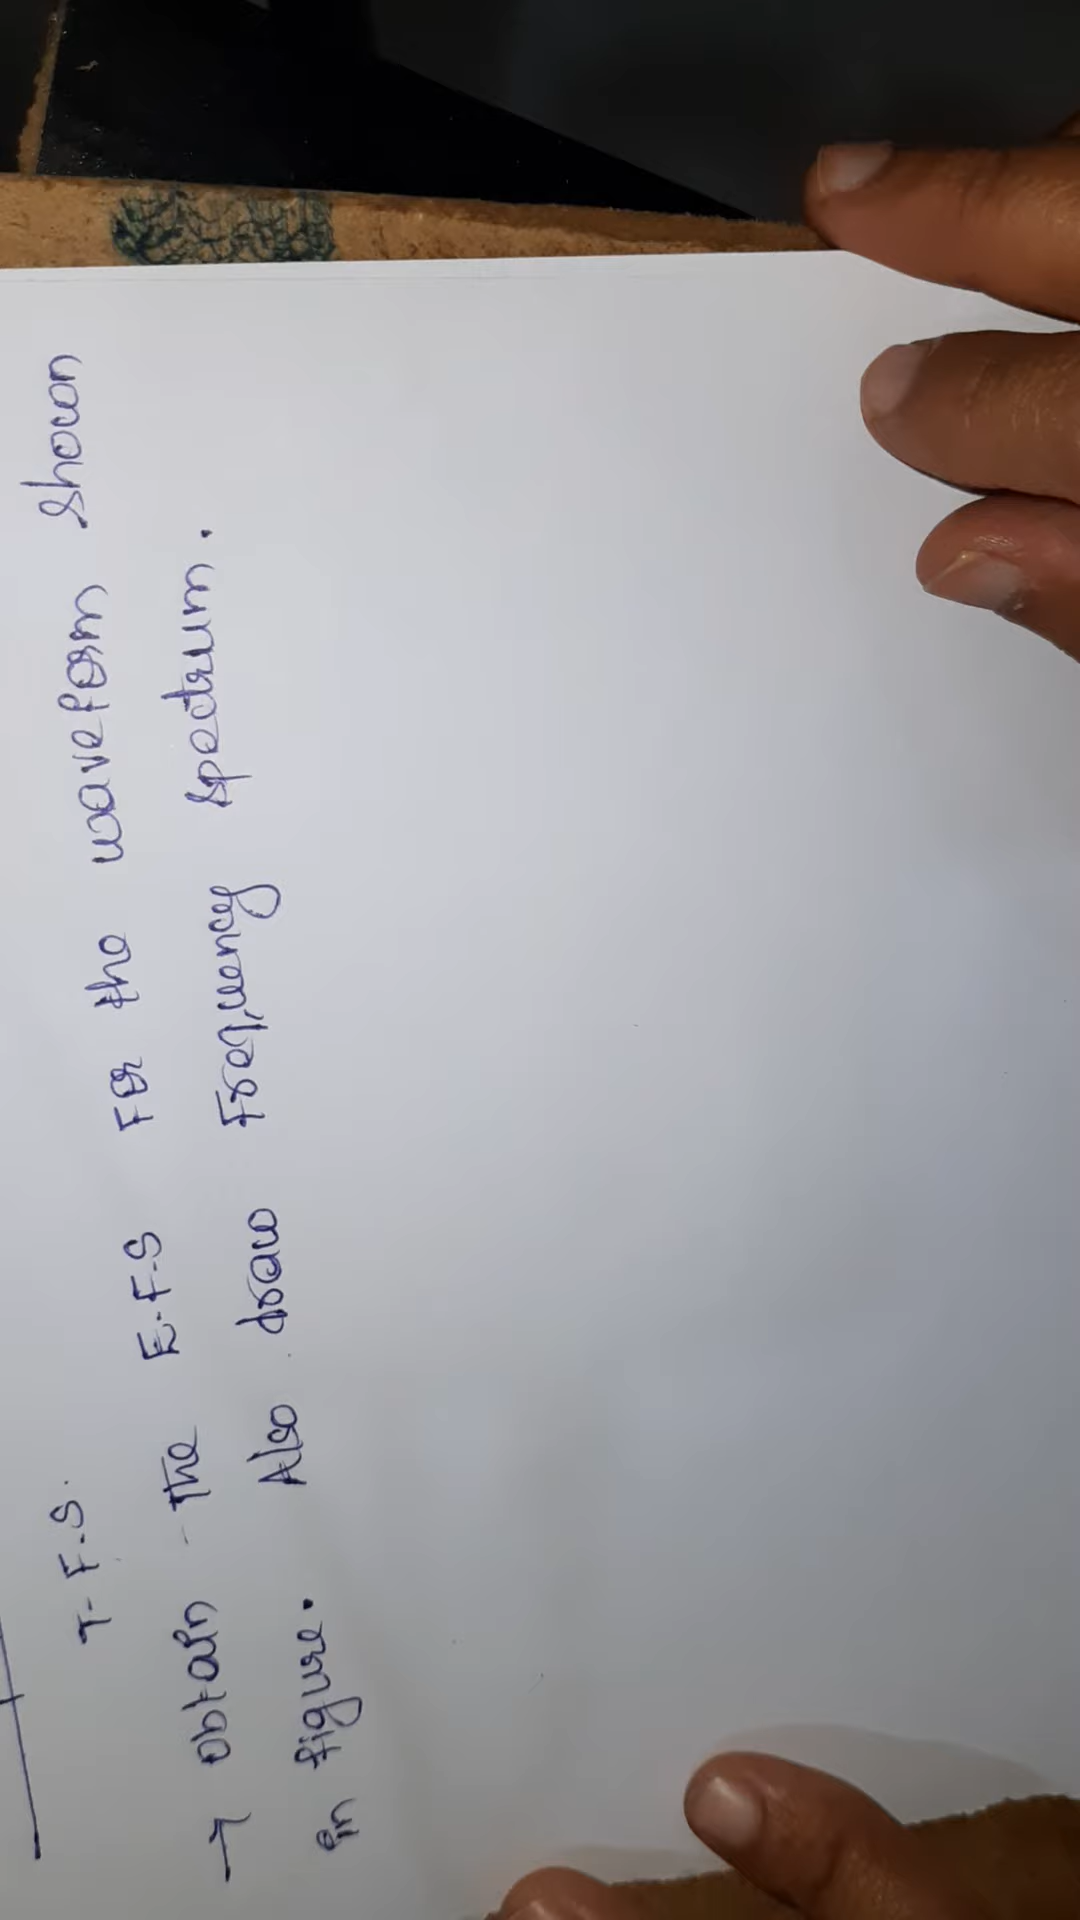 T.F.S.
→ obtain the E.F.S For the waveform shown
in figure. Also draw Frequency spectrum.